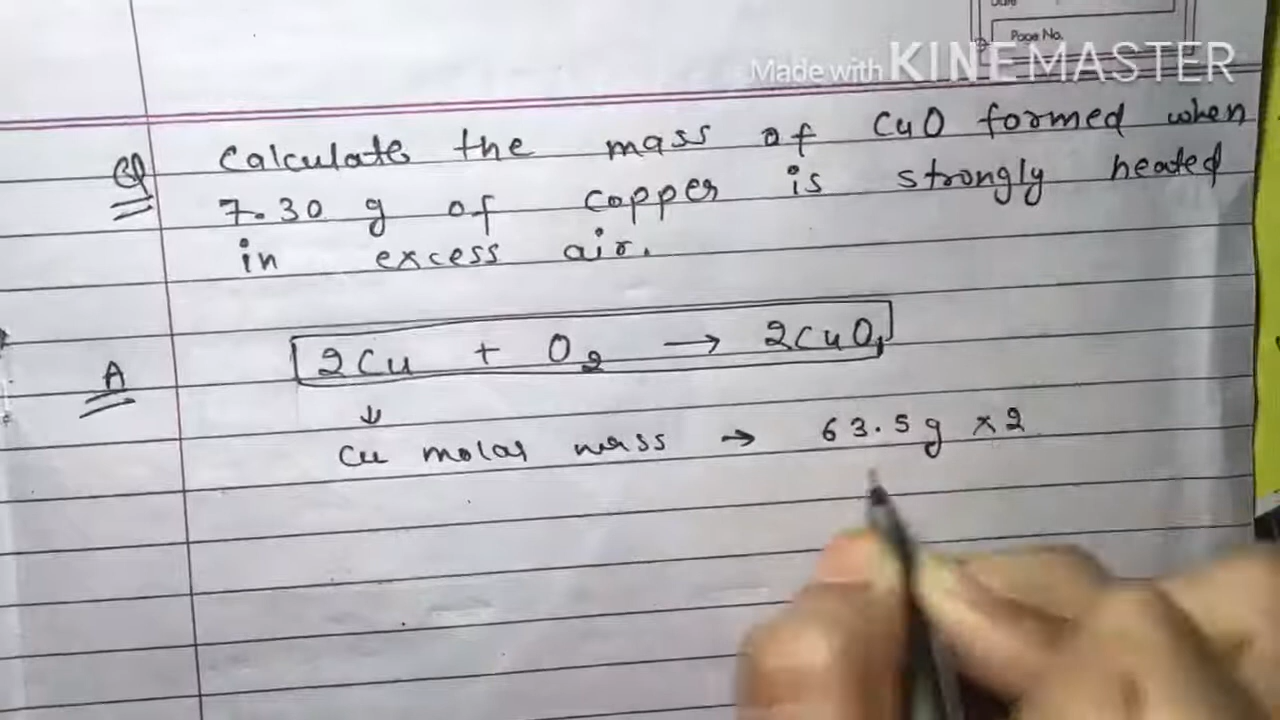 Page No.
Made with KINEMASTER
Q Calculate the mass of CuO formed when
7.30 g of copper is strongly heated
in excess air.
A 2Cu + O2 → 2CuO
↓
Cu molar mass → 63.5g ×2